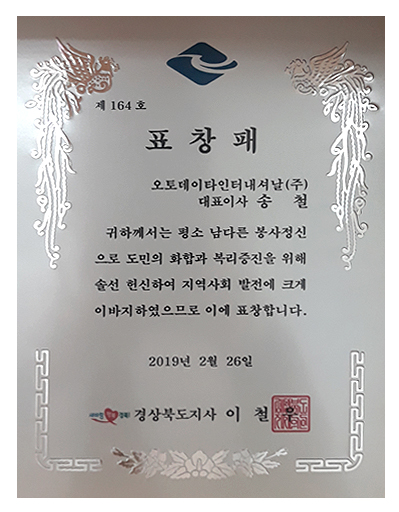 제 164 호
표 창 패
오토데이타인터내셔날(주)
대표이사 송 철
귀하께서는 평소 남다른 봉사정신
으로 도민의 화합과 복리증진을 위해
솔선 헌신하여 지역사회 발전에 크게
이바지하였으므로 이에 표창합니다.
2019년 2월 26일
경상북도지사 이 철 우